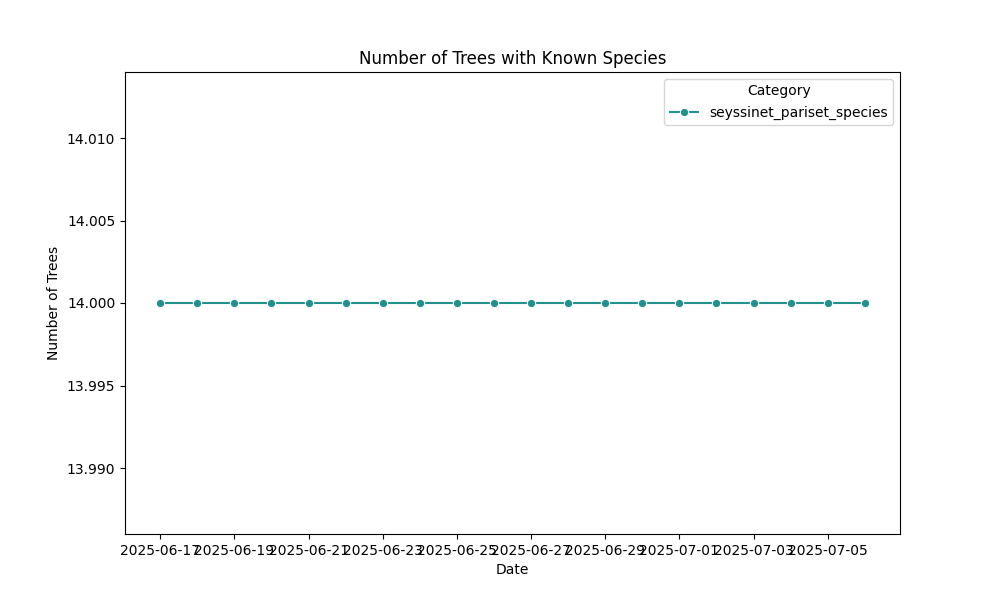 Number of Trees with Known Species
Category
seyssinet_pariset_species
14.010
14.005
14.000
13.995
13.990
Number of Trees
2025-06-17 2025-06-19 2025-06-21 2025-06-23 2025-06-25 2025-06-27 2025-06-29 2025-07-01 2025-07-03 2025-07-05
Date